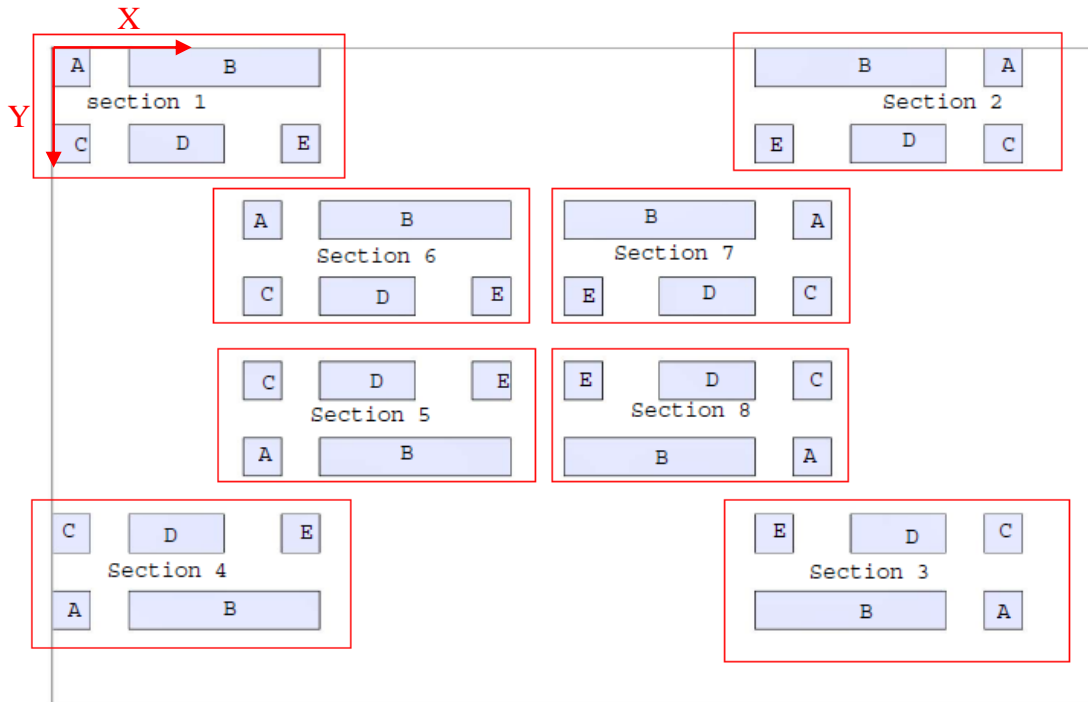 X
A B
section 1
Y
C D E
B A
Section 2
E D C
A B
Section 6
C D E
B A
Section 7
E D C
C D E
Section 5
A B
E D C
Section 8
B A
C D E
Section 4
A B
E D C
Section 3
B A